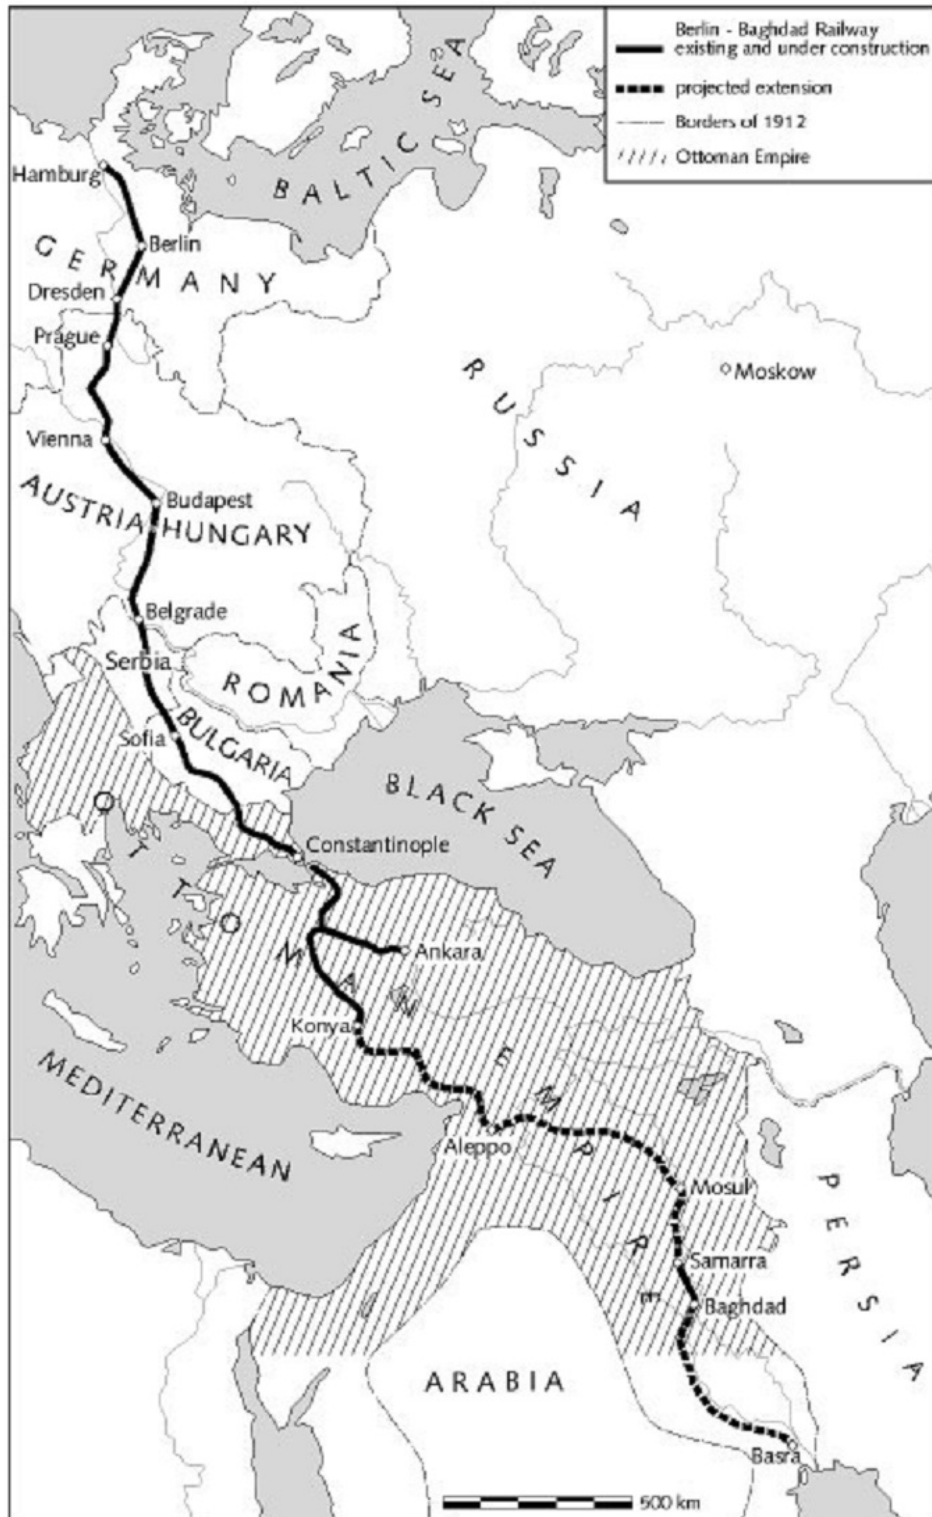 Berlin - Baghdad Railway
existing and under construction
projected extension
Borders of 1912
Ottoman Empire
BALTIC SEA
Hamburg
Berlin
GERMANY
Dresden
Prague
Moskow
RUSSIA
Vienna
Budapest
AUSTRIA HUNGARY
Belgrade
Serbia
ROMANIA
BULGARIA
Sofia
BLACK SEA
Constantinople
OTTOMAN EMPIRE
Ankara
Konya
MEDITERRANEAN
Aleppo
Mosul
PERSIA
Samarra
Baghdad
ARABIA
Basra
500 km